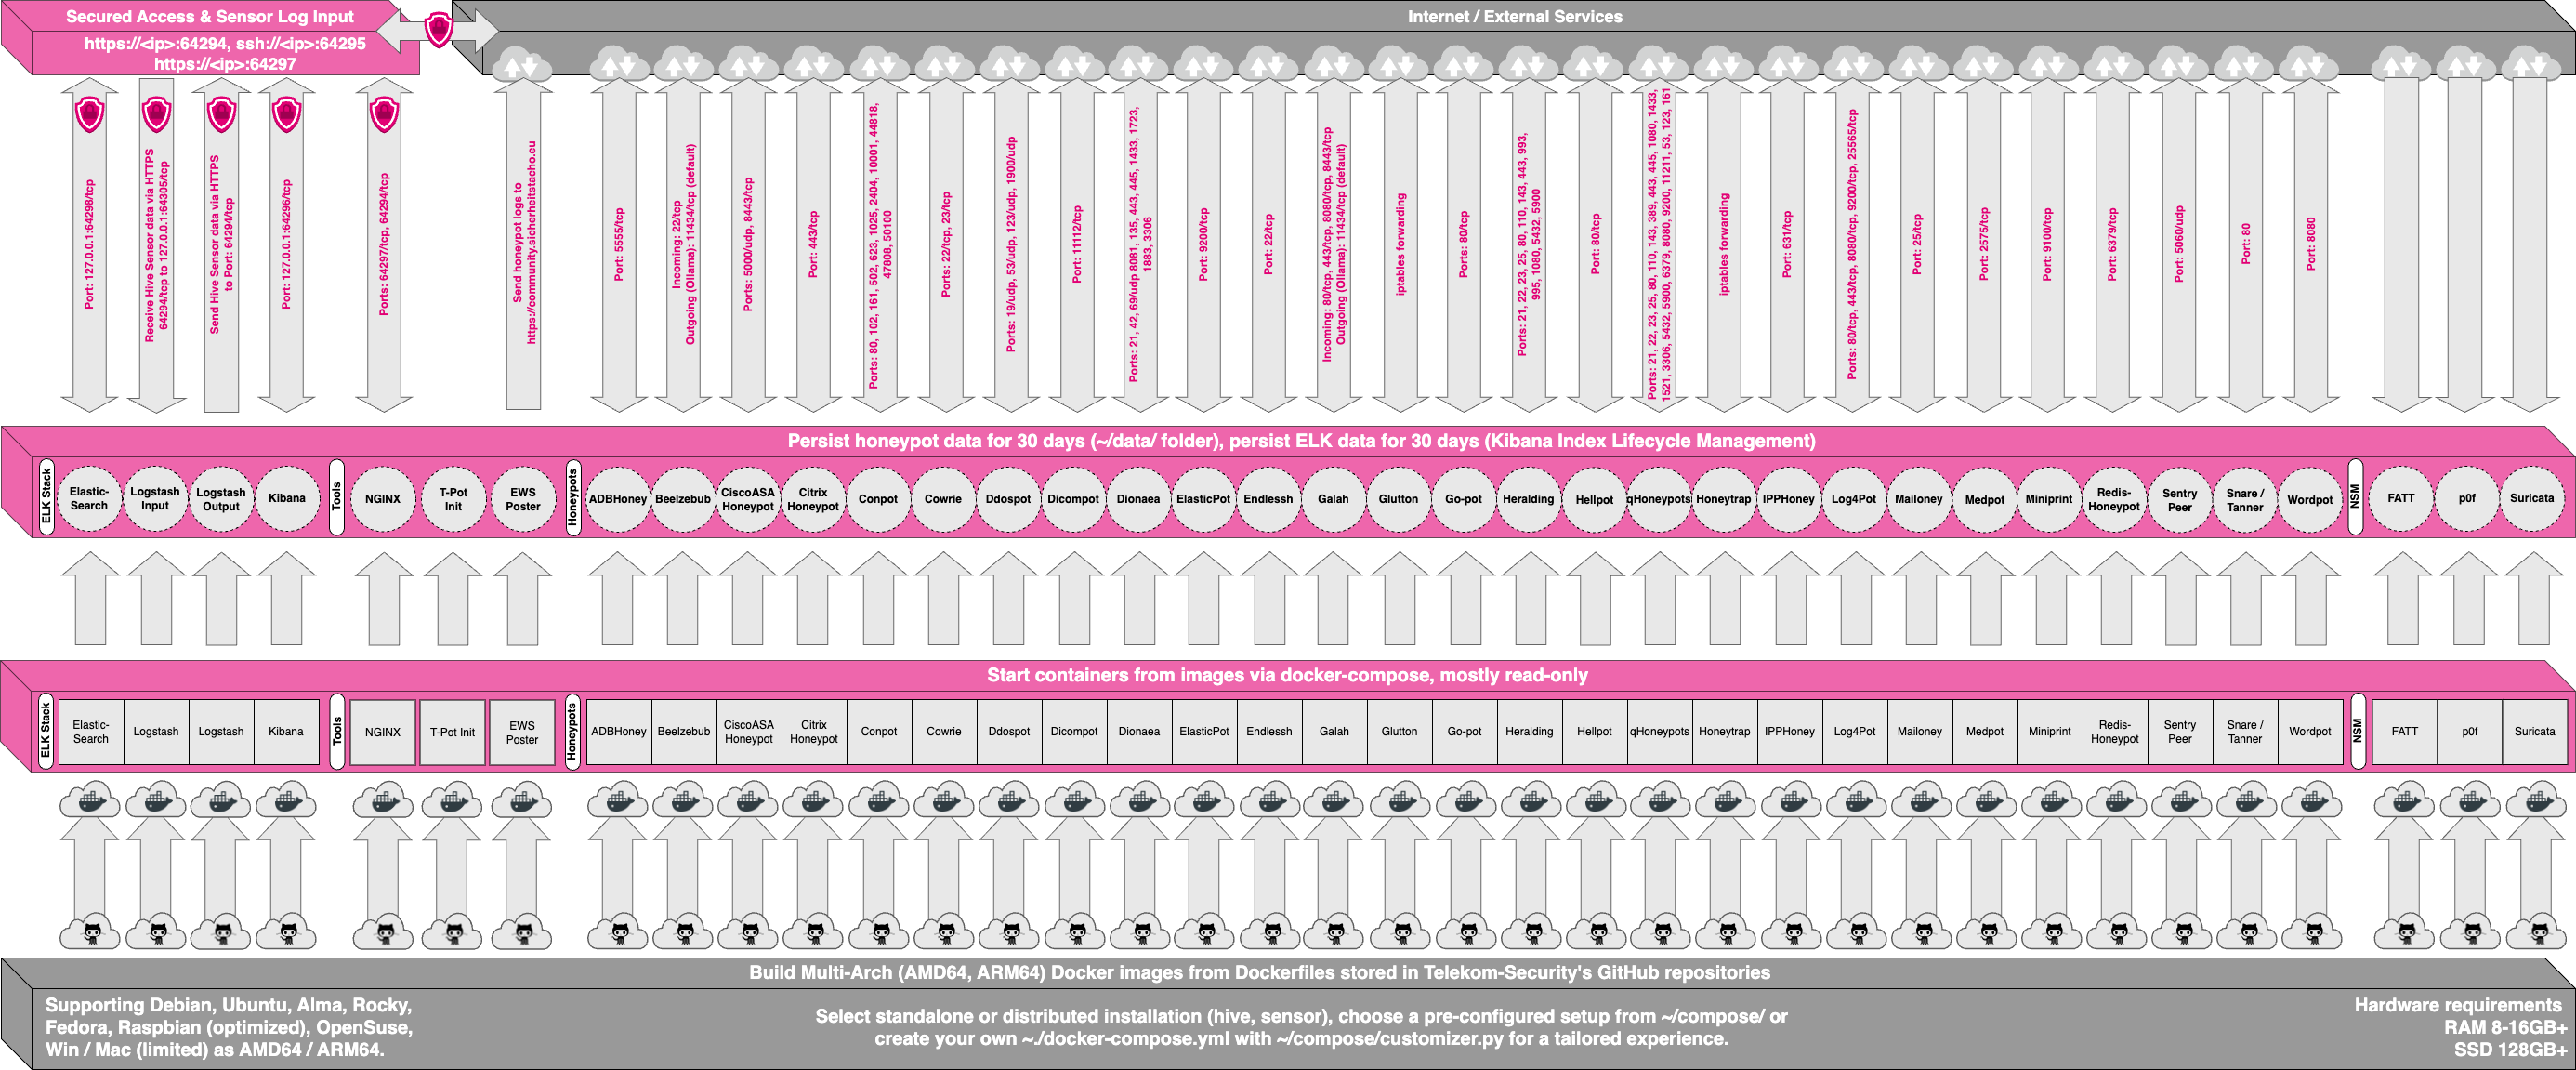 Secured Access & Sensor Log Input
https://<ip>:64294, ssh://<ip>:64295
https://<ip>:64297
Internet / External Services
Port: 127.0.0.1:64298/tcp
Receive Hive Sensor data via HTTPS
64294/tcp to 127.0.0.1:64305/tcp
Send Hive Sensor data via HTTPS
to Port: 64294/tcp
Port: 127.0.0.1:64296/tcp
Ports: 64297/tcp, 64294/tcp
Send honeypot logs to
https://community.sicherheitstacho.eu
Port: 5555/tcp
Incoming: 22/tcp
Outgoing (Ollama): 11434/tcp (default)
Ports: 5000/udp, 8443/tcp
Port: 443/tcp
Ports: 80, 102, 161, 502, 623, 1025, 2404, 10001, 44818,
47808, 50100
Ports: 22/tcp, 23/tcp
Ports: 19/udp, 53/udp, 123/udp, 1900/udp
Port: 11112/tcp
Ports: 21, 42, 69/udp 8081, 135, 443, 445, 1433, 1723,
1883, 3306
Port: 9200/tcp
Port: 22/tcp
Incoming: 80/tcp, 443/tcp, 8080/tcp, 8443/tcp
Outgoing (Ollama): 11434/tcp (default)
iptables forwarding
Ports: 80/tcp
Ports: 21, 22, 23, 25, 80, 110, 143, 443, 993,
995, 1080, 5432, 5900
Port: 80/tcp
Ports: 21, 22, 23, 25, 80, 110, 143, 389, 443, 445, 1080, 1433,
1521, 3306, 5432, 5900, 6379, 8080, 9200, 11211, 53, 123, 161
iptables forwarding
Port: 631/tcp
Ports: 80/tcp, 443/tcp, 8080/tcp, 9200/tcp, 25565/tcp
Port: 25/tcp
Port: 2575/tcp
Port: 9100/tcp
Port: 6379/tcp
Port: 5060/udp
Port: 80
Port: 8080
Persist honeypot data for 30 days (~/data/ folder), persist ELK data for 30 days (Kibana Index Lifecycle Management)
ELK Stack
Elastic-
Search
Logstash
Input
Logstash
Output
Kibana
Tools
NGINX
T-Pot
Init
EWS
Poster
Honeypots
ADBHoney
Beelzebub
CiscoASA
Honeypot
Citrix
Honeypot
Conpot
Cowrie
Ddospot
Dicompot
Dionaea
ElasticPot
Endlessh
Galah
Glutton
Go-pot
Heralding
Hellpot
qHoneypots
Honeytrap
IPPHoney
Log4Pot
Mailoney
Medpot
Miniprint
Redis-
Honeypot
Sentry
Peer
Snare /
Tanner
Wordpot
NSM
FATT
p0f
Suricata
Start containers from images via docker-compose, mostly read-only
ELK Stack
Elastic-
Search
Logstash
Logstash
Kibana
Tools
NGINX
T-Pot Init
EWS
Poster
Honeypots
ADBHoney
Beelzebub
CiscoASA
Honeypot
Citrix
Honeypot
Conpot
Cowrie
Ddospot
Dicompot
Dionaea
ElasticPot
Endlessh
Galah
Glutton
Go-pot
Heralding
Hellpot
qHoneypots
Honeytrap
IPPHoney
Log4Pot
Mailoney
Medpot
Miniprint
Redis-
Honeypot
Sentry
Peer
Snare /
Tanner
Wordpot
NSM
FATT
p0f
Suricata
Build Multi-Arch (AMD64, ARM64) Docker images from Dockerfiles stored in Telekom-Security's GitHub repositories
Supporting Debian, Ubuntu, Alma, Rocky,
Fedora, Raspbian (optimized), OpenSuse,
Win / Mac (limited) as AMD64 / ARM64.
Select standalone or distributed installation (hive, sensor), choose a pre-configured setup from ~/compose/ or
create your own ~./docker-compose.yml with ~/compose/customizer.py for a tailored experience.
Hardware requirements
RAM 8-16GB+
SSD 128GB+